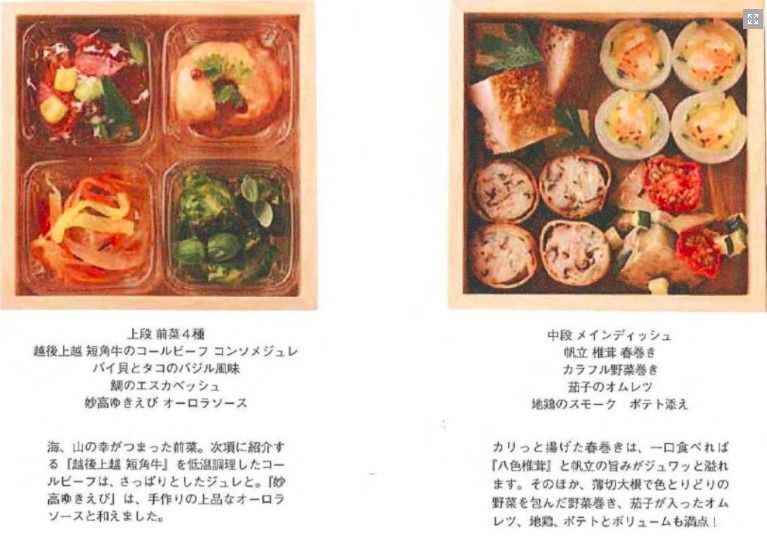 上段 前菜4種
越後上越 短角牛のコールビーフ コンソメジュレ
バイ貝とタコのバジル風味
鯛のエスカベッシュ
妙高ゆきえび オーロラソース
海、山の幸がつまった前菜。次項に紹介す
る『越後上越 短角牛』を低温調理したコー
ルビーフは、さっぱりとしたジュレと。『妙
高ゆきえび』は、手作りの上品なオーロラ
ソースと和えました。
中段 メインディッシュ
帆立 椎茸 春巻き
カラフル野菜巻き
茄子のオムレツ
地鶏のスモーク ポテト添え
カリっと揚げた春巻きは、一口食べれば
『八色椎茸』と帆立の旨みがジュワッと溢れ
ます。そのほか、薄切大根で色とりどりの
野菜を包んだ野菜巻き、茄子が入ったオム
レツ、地鶏、ポテトとボリュームも満点！